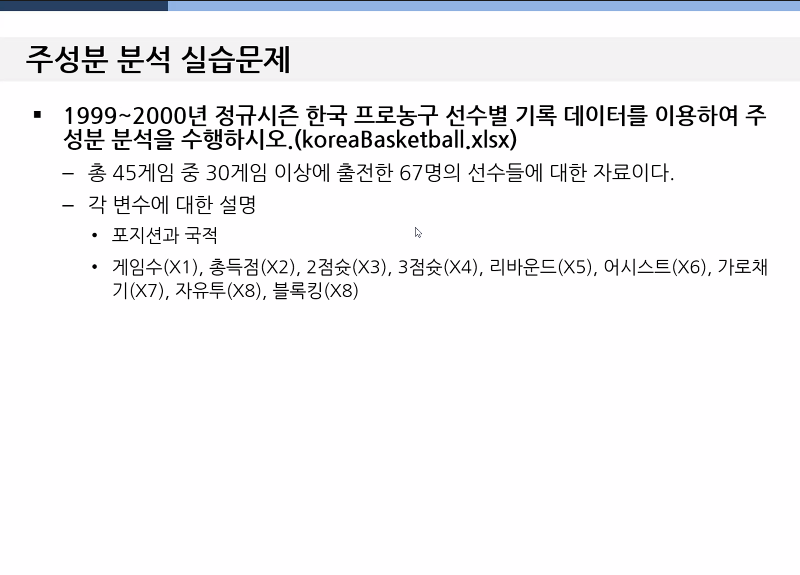 주성분 분석 실습문제
▪ 1999~2000년 정규시즌 한국 프로농구 선수별 기록 데이터를 이용하여 주
성분 분석을 수행하시오.(koreaBasketball.xlsx)
– 총 45게임 중 30게임 이상에 출전한 67명의 선수들에 대한 자료이다.
– 각 변수에 대한 설명
• 포지션과 국적
• 게임수(X1), 총득점(X2), 2점슛(X3), 3점슛(X4), 리바운드(X5), 어시스트(X6), 가로채
기(X7), 자유투(X8), 블록킹(X8)